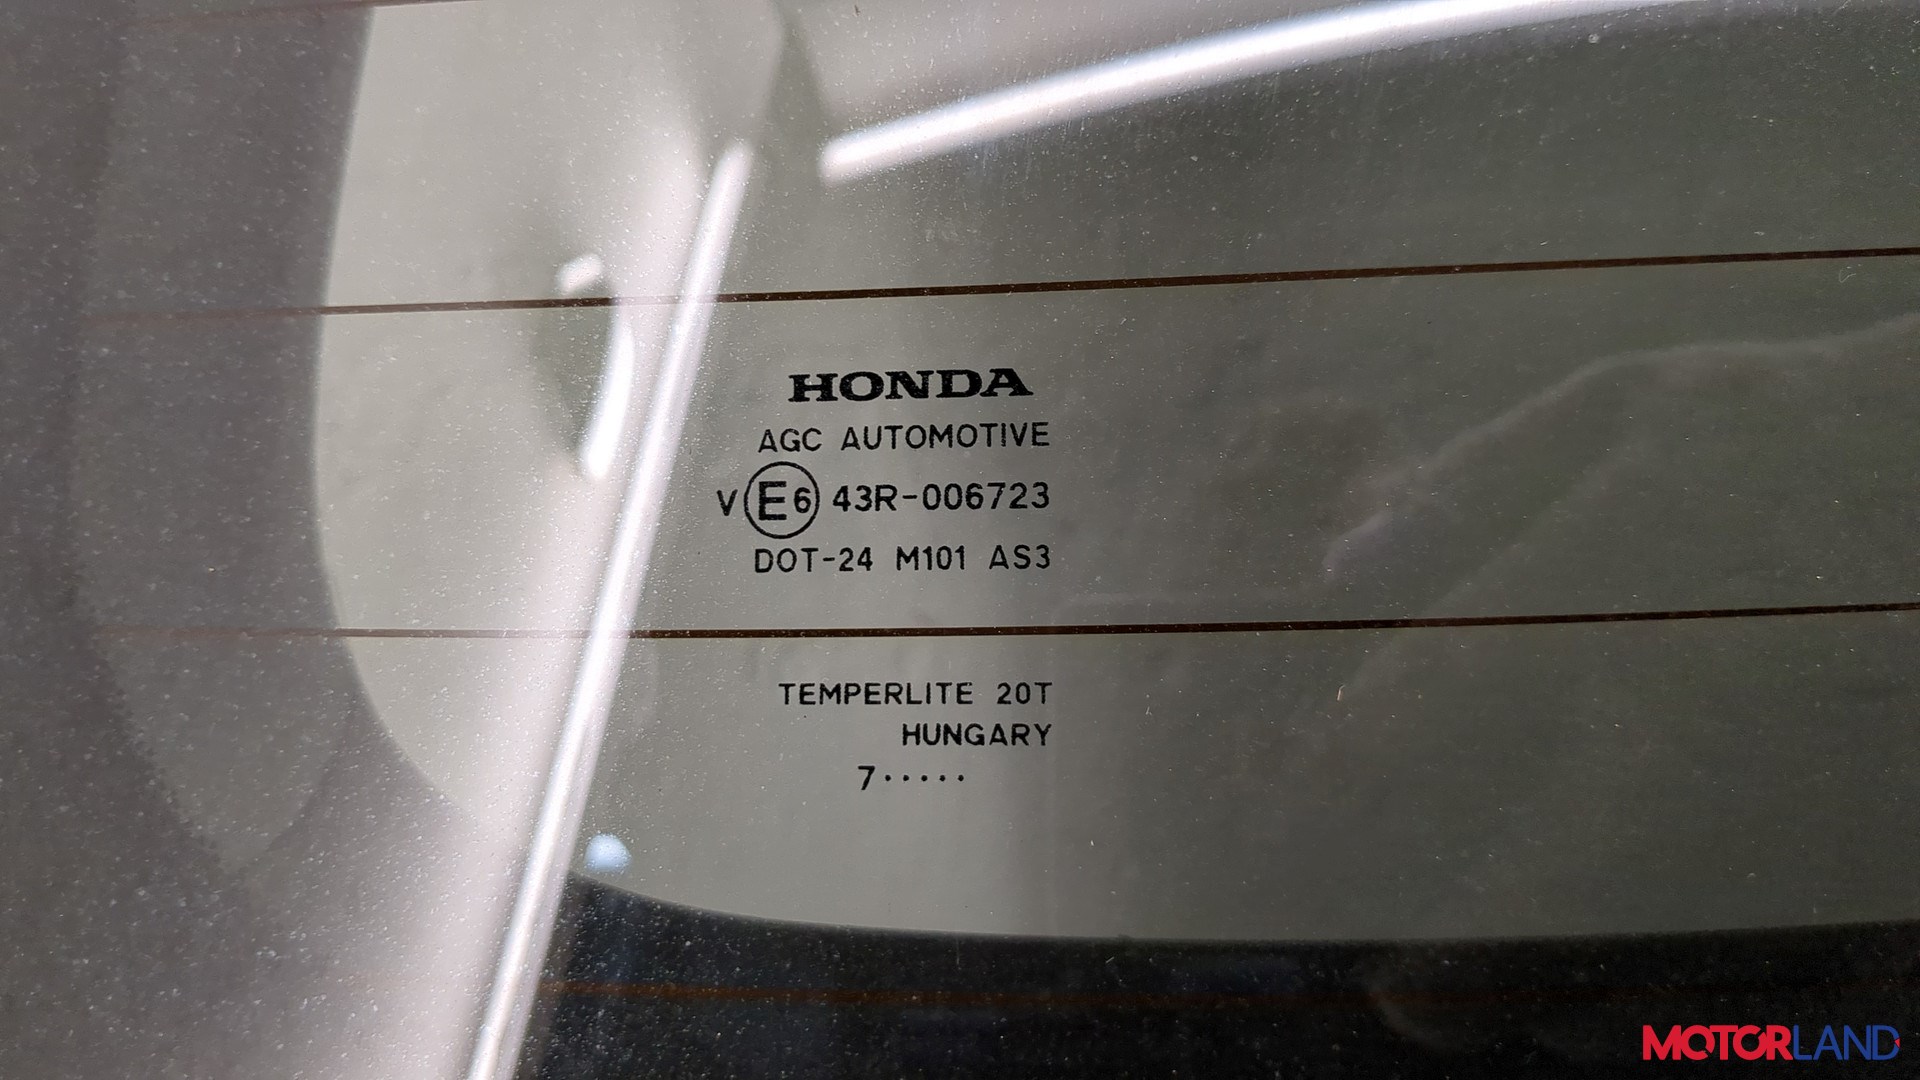 HONDA
AGC AUTOMOTIVE
V E6 43R-006723
DOT-24 M101 AS3
TEMPERLITE 20T
HUNGARY
7·····
MOTORLAND